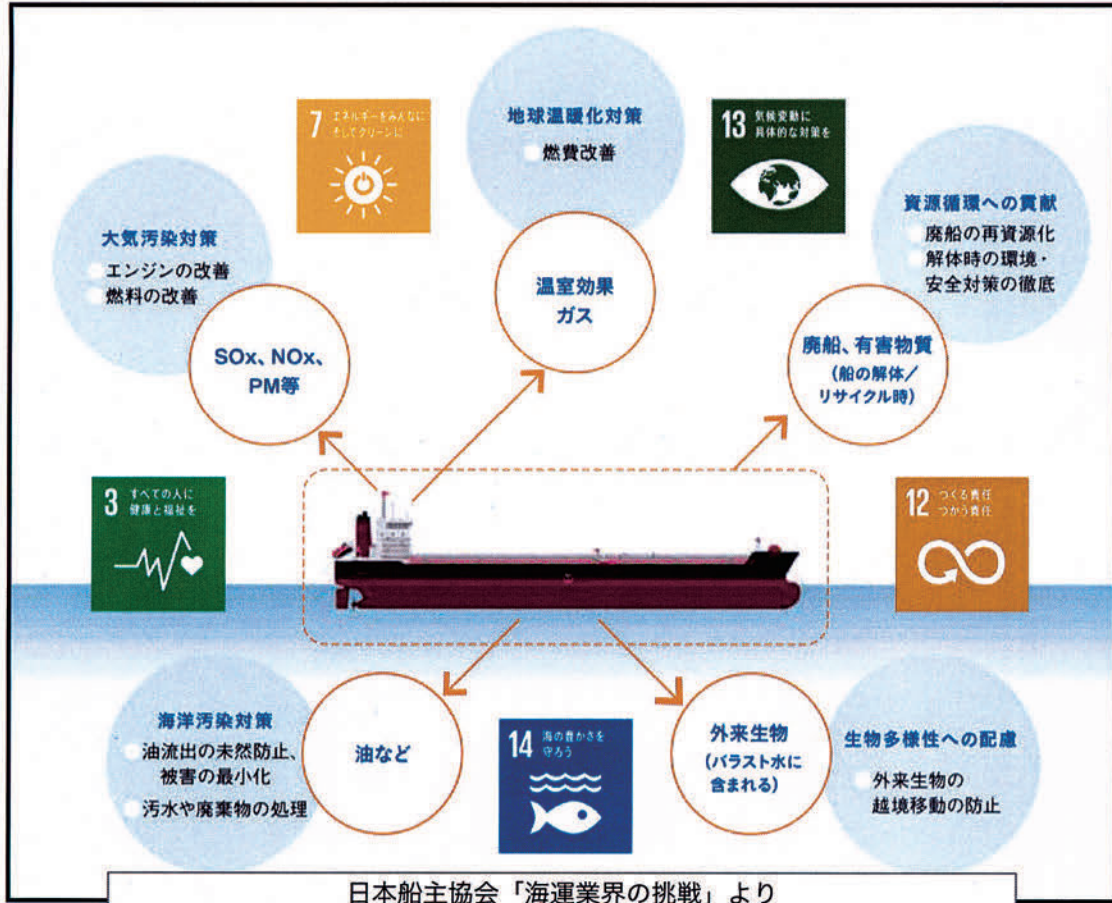 7 エネルギーをみんなに
そしてクリーンに
地球温暖化対策
燃費改善
13 気候変動に
具体的な対策を
大気汚染対策
エンジンの改善
燃料の改善
資源循環への貢献
廃船の再資源化
解体時の環境・
安全対策の徹底
SOx、NOx、
PM等
温室効果
ガス
廃船、有害物質
(船の解体/
リサイクル時)
3 すべての人に
健康と福祉を
12 つくる責任
つかう責任
海洋汚染対策
油流出の未然防止、
被害の最小化
汚水や廃棄物の処理
油など
14 海の豊かさを
守ろう
外来生物
(バラスト水に
含まれる)
生物多様性への配慮
外来生物の
越境移動の防止
日本船主協会「海運業界の挑戦」より